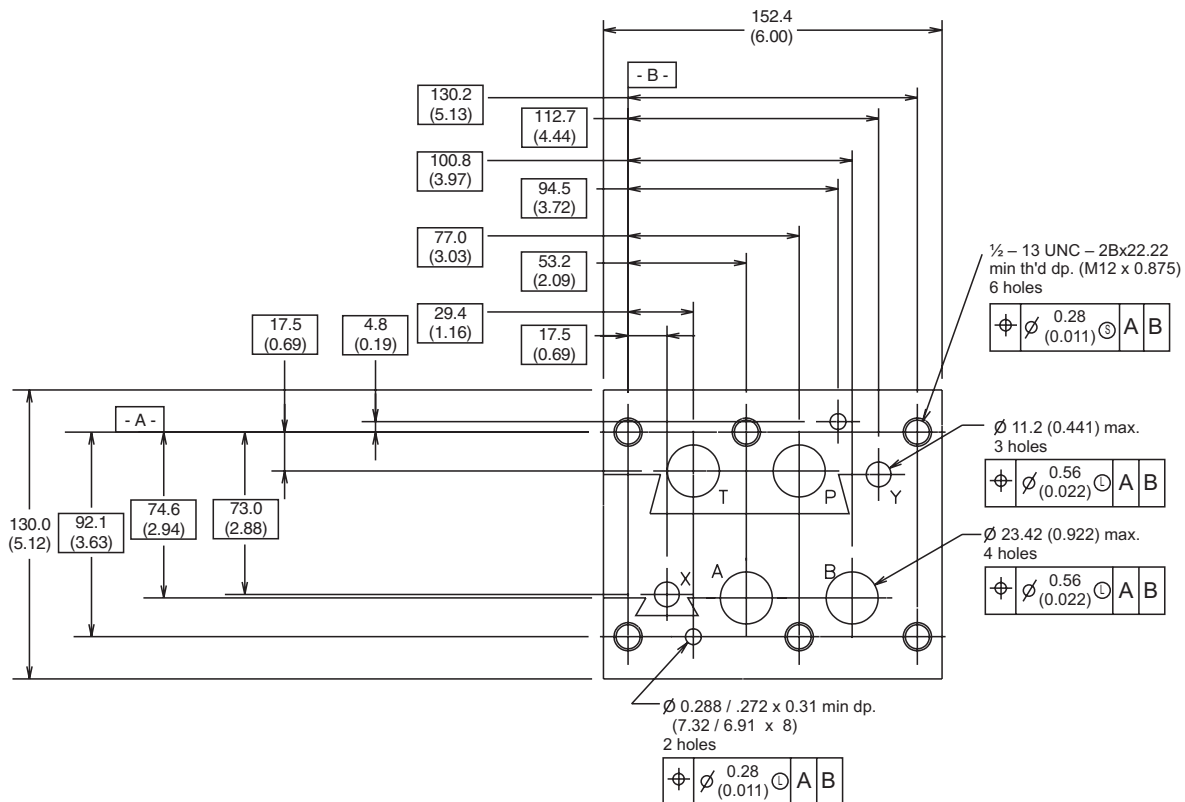 152.4
(6.00)
- B -
130.2
(5.13)
112.7
(4.44)
100.8
(3.97)
94.5
(3.72)
77.0
(3.03)
53.2
(2.09)
29.4
(1.16)
17.5
(0.69)
17.5
(0.69)
4.8
(0.19)
½ – 13 UNC – 2Bx22.22
min th'd dp. (M12 x 0.875)
6 holes
⌖ Ø 0.28 Ⓢ A B
(0.011)
- A -
Ø 11.2 (0.441) max.
3 holes
⌖ Ø 0.56 Ⓛ A B
(0.022)
T P Y
130.0
(5.12)
92.1
(3.63)
74.6
(2.94)
73.0
(2.88)
Ø 23.42 (0.922) max.
4 holes
⌖ Ø 0.56 Ⓛ A B
(0.022)
X A B
Ø 0.288 / .272 x 0.31 min dp.
(7.32 / 6.91 x 8)
2 holes
⌖ Ø 0.28 Ⓛ A B
(0.011)